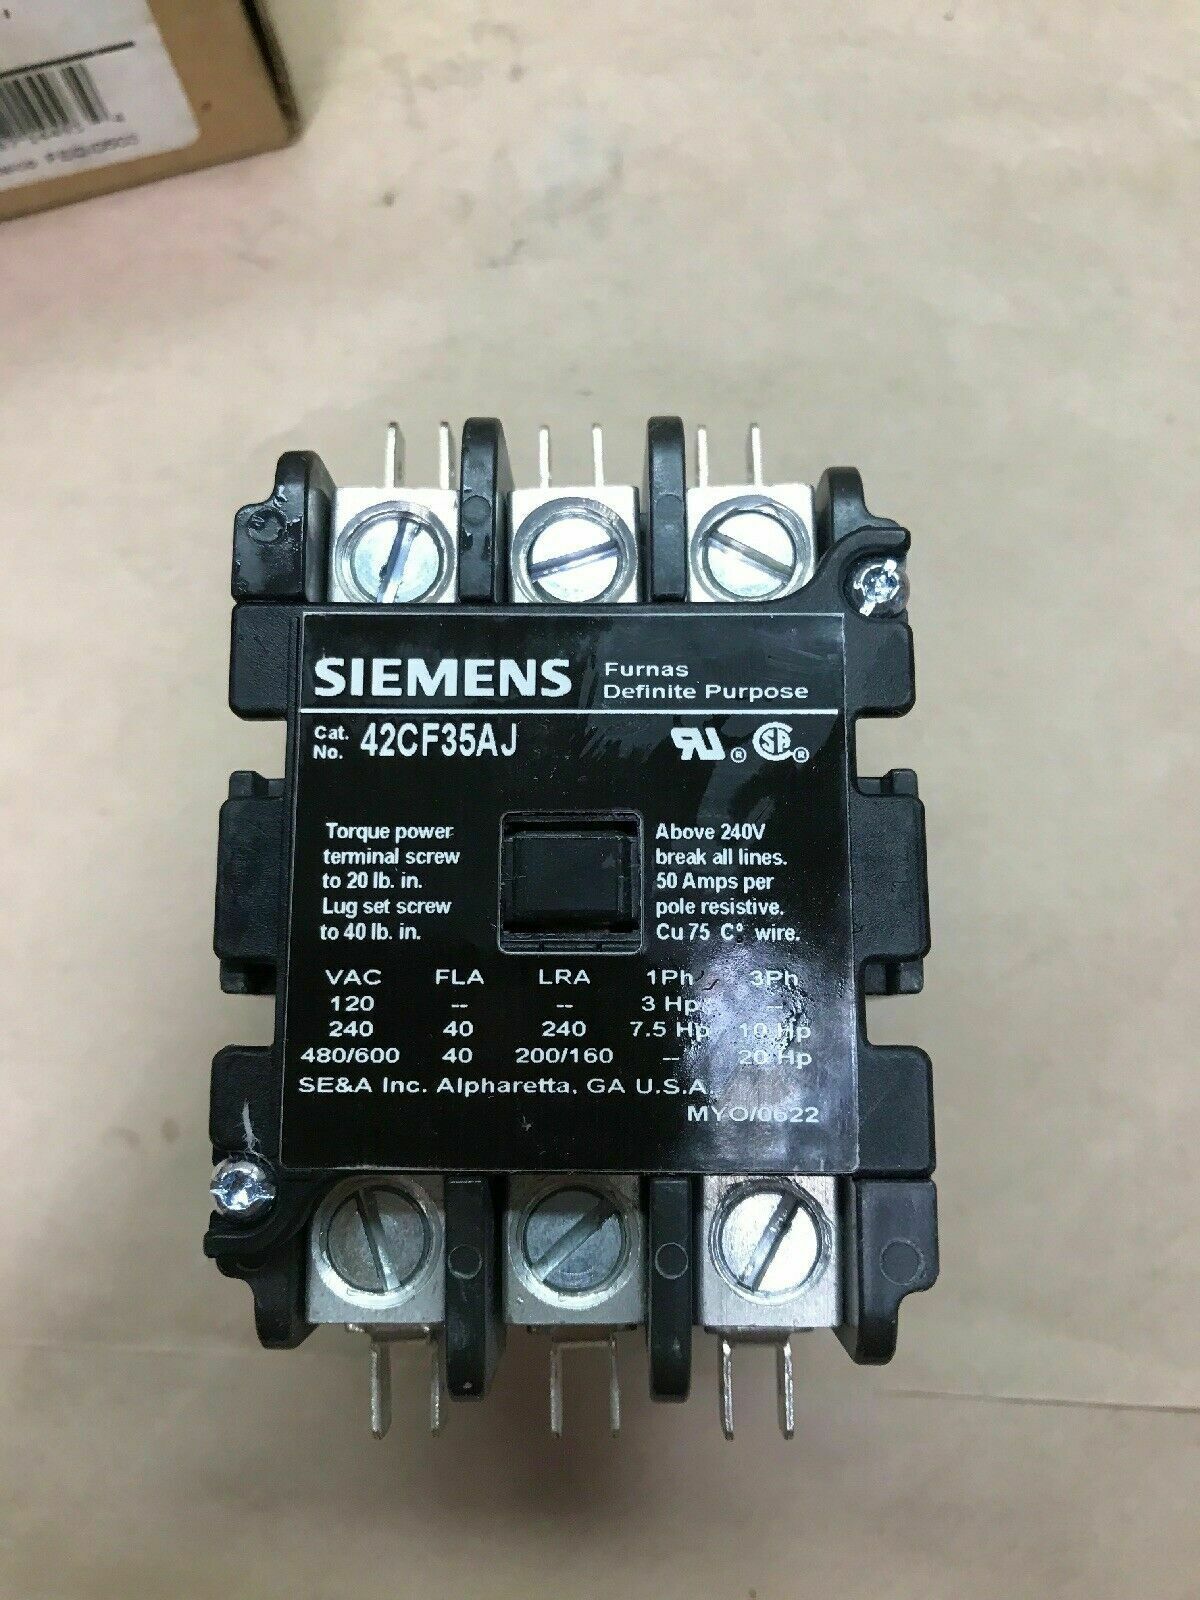 SIEMENS
Furnas
Definite Purpose
Cat. No. 42CF35AJ
Torque power
terminal screw
to 20 lb. in.
Lug set screw
to 40 lb. in.
Above 240V
break all lines.
50 Amps per
pole resistive.
Cu 75 C° wire.
VAC FLA LRA 1Ph 3Ph
120 -- -- 3 Hp --
240 40 240 7.5 Hp 10 Hp
480/600 40 200/160 -- 20 Hp
SE&A Inc. Alpharetta, GA U.S.A.
MYO/0622